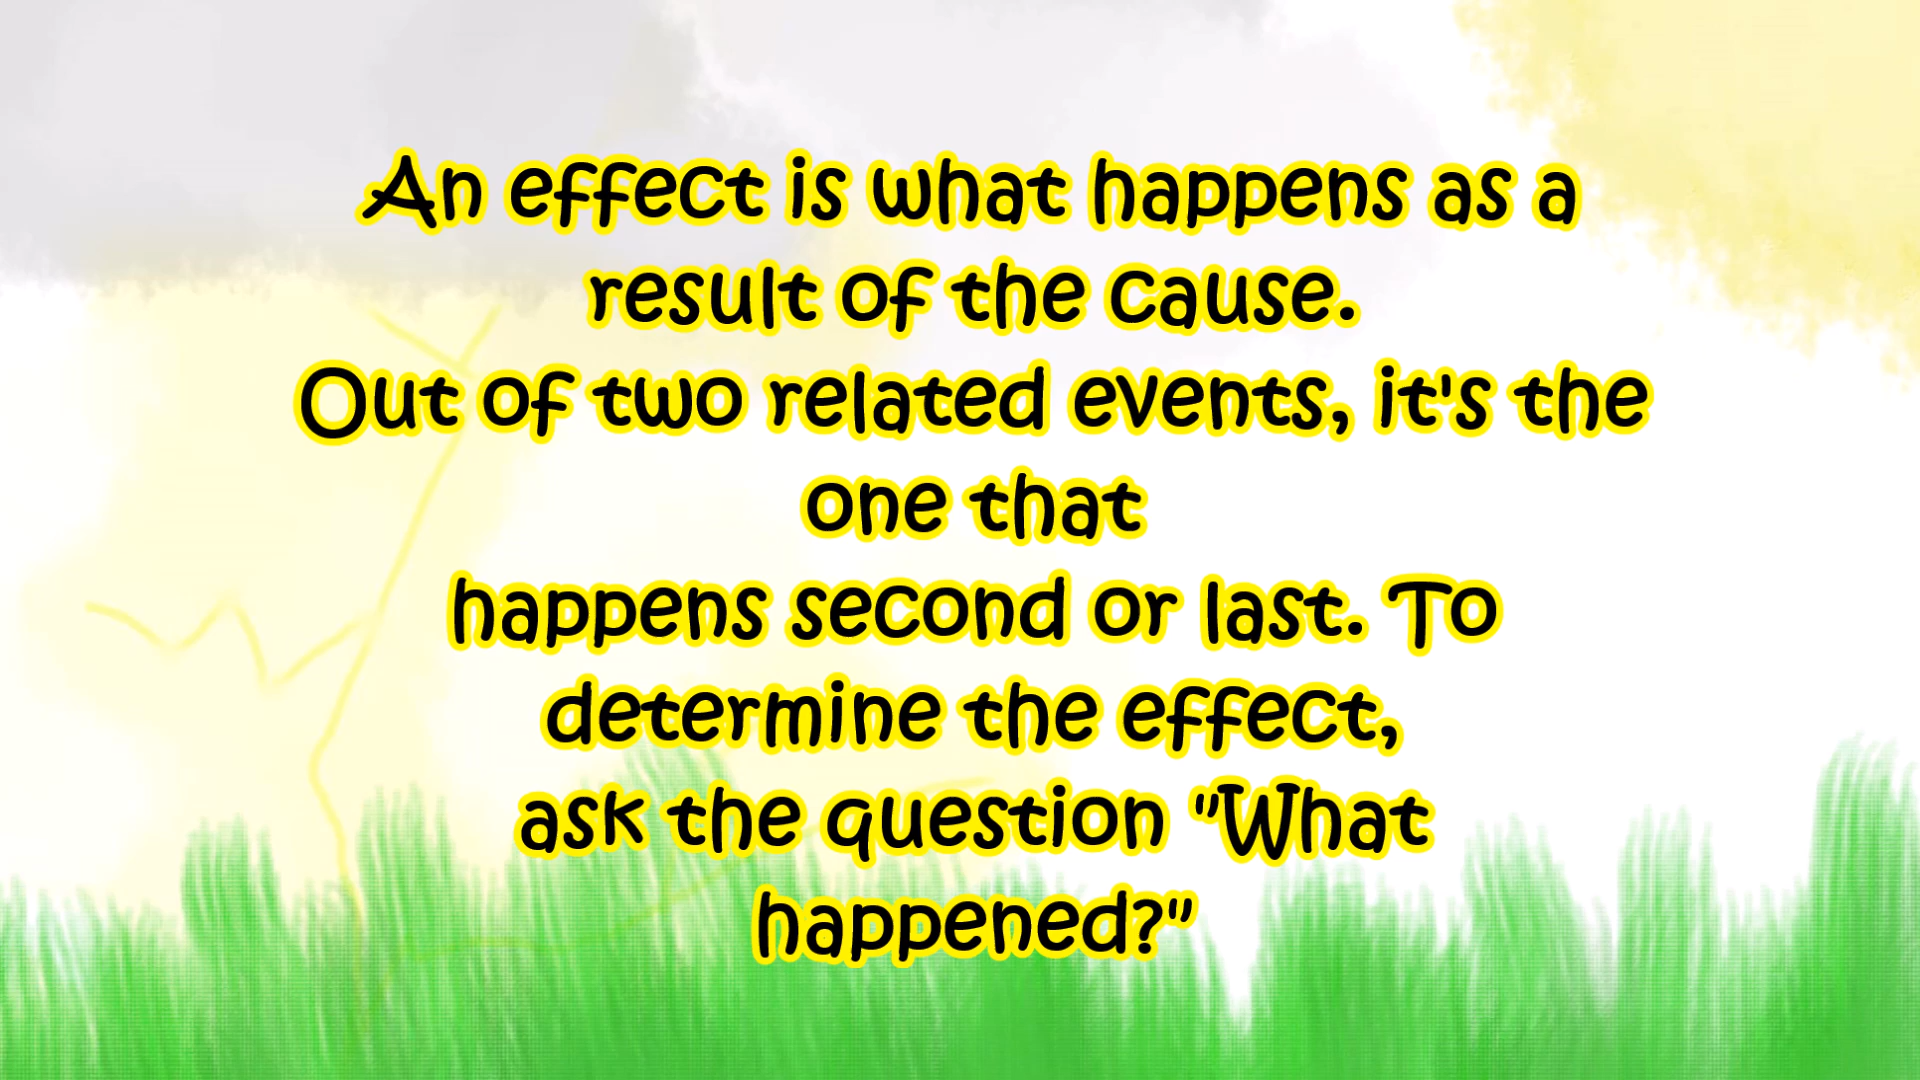 An effect is what happens as a
result of the cause.
Out of two related events, it's the
one that
happens second or last. To
determine the effect,
ask the question "What
happened?"